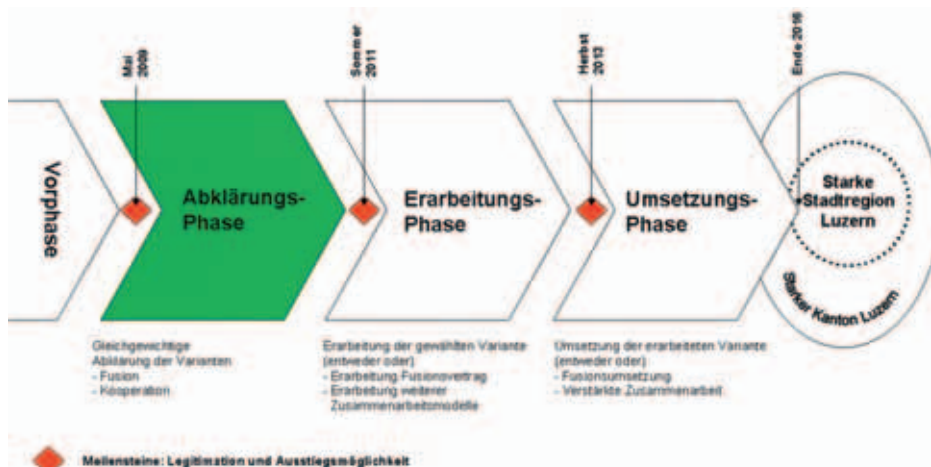 Mai
2009
Sommer
2011
Herbst
2013
Ende 2016
Vorphase
Abklärungs-
Phase
Erarbeitungs-
Phase
Umsetzungs-
Phase
Starke
Stadtregion
Luzern
Starker Kanton Luzern
Gleichgewichtige
Abklärung der Varianten
- Fusion
- Kooperation
Erarbeitung der gewählten Variante
(entweder oder)
- Erarbeitung Fusionsvertrag
- Erarbeitung weiterer
Zusammenarbeitsmodelle
Umsetzung der erarbeiteten Variante
(entweder oder)
- Fusionsumsetzung
- Verstärkte Zusammenarbeit
Meilensteine: Legitimation und Ausstiegsmöglichkeit